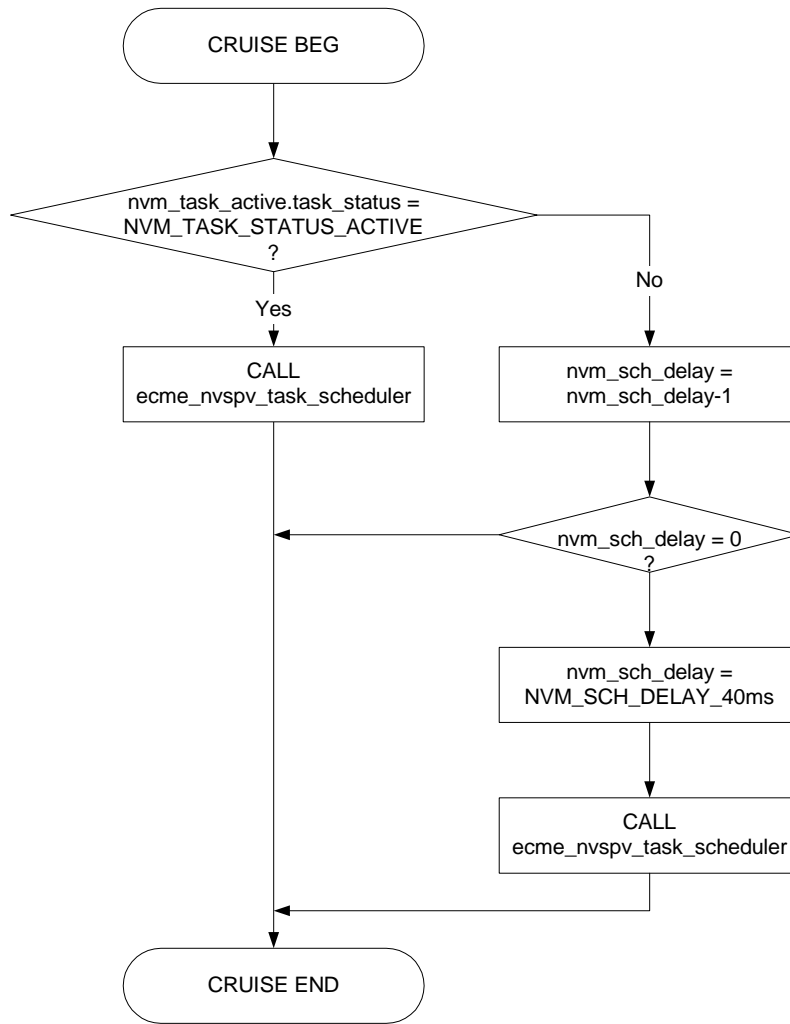 CRUISE BEG
nvm_task_active.task_status =
NVM_TASK_STATUS_ACTIVE
?
No
Yes
CALL
ecme_nvspv_task_scheduler
nvm_sch_delay =
nvm_sch_delay-1
nvm_sch_delay = 0
?
nvm_sch_delay =
NVM_SCH_DELAY_40ms
CALL
ecme_nvspv_task_scheduler
CRUISE END